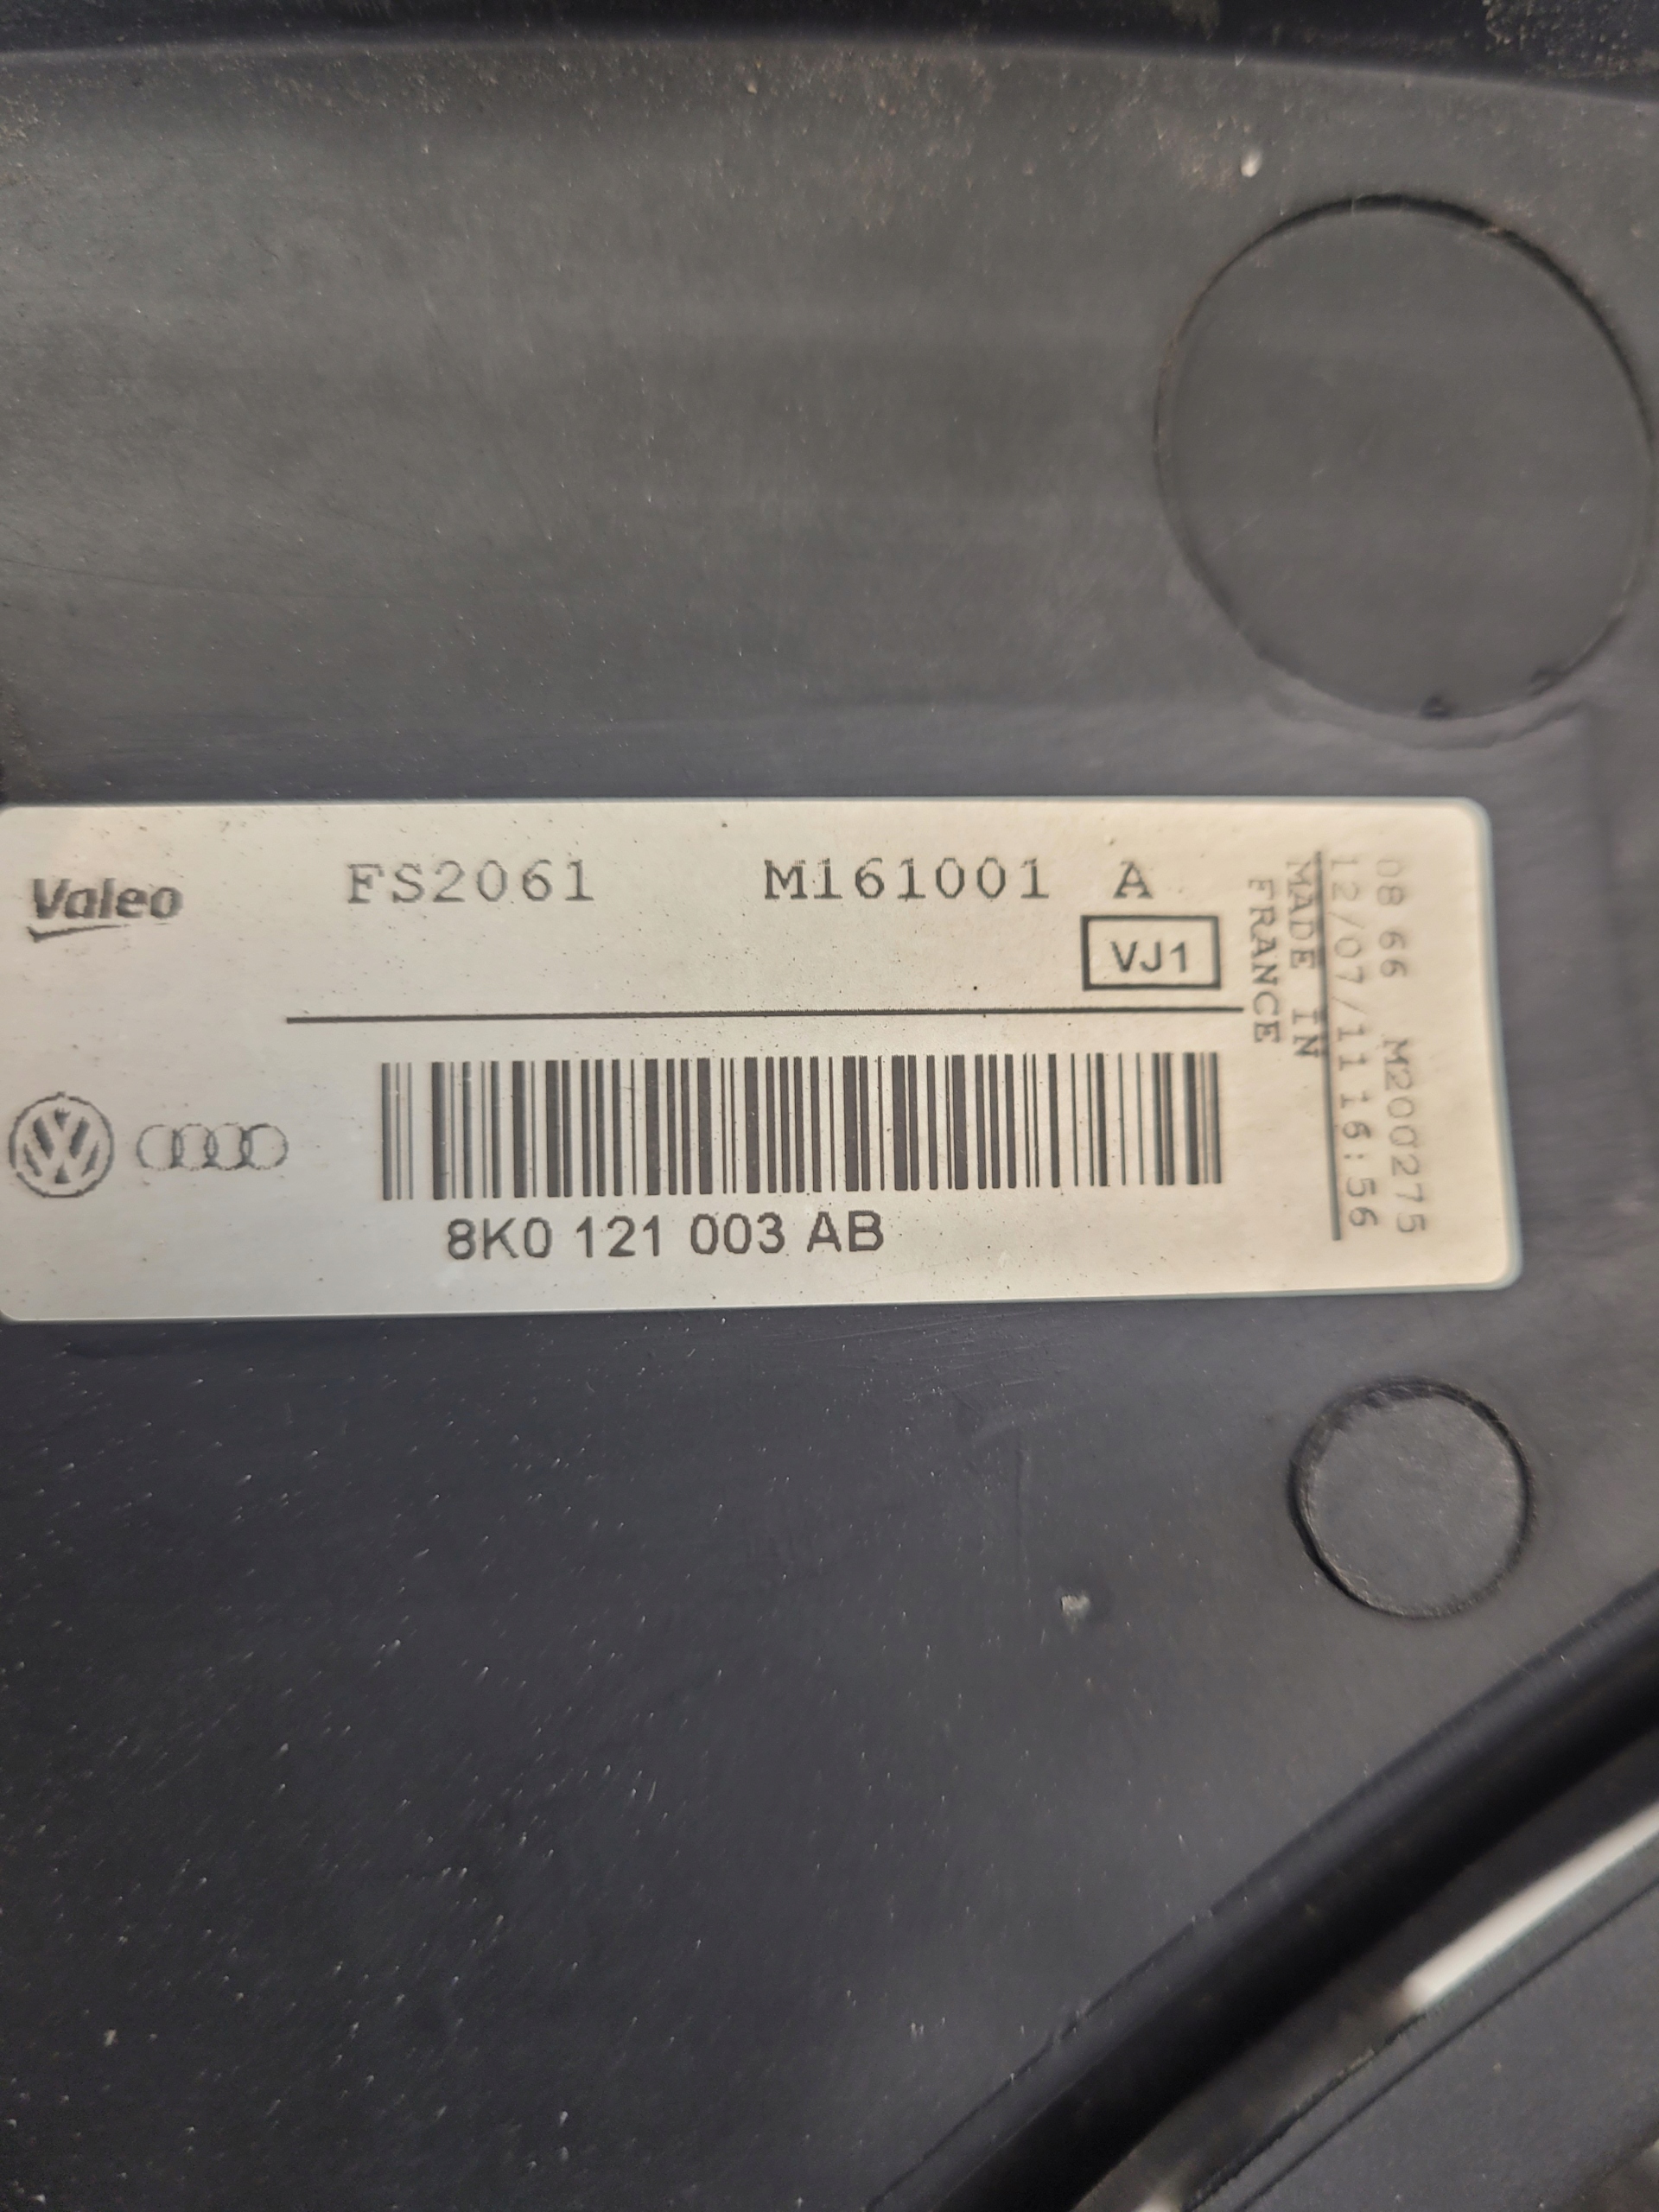 Valeo FS2061 M161001 A
VJ1
8K0 121 003 AB
MADE IN
FRANCE
08 66 M200275
12/07/11 16:56